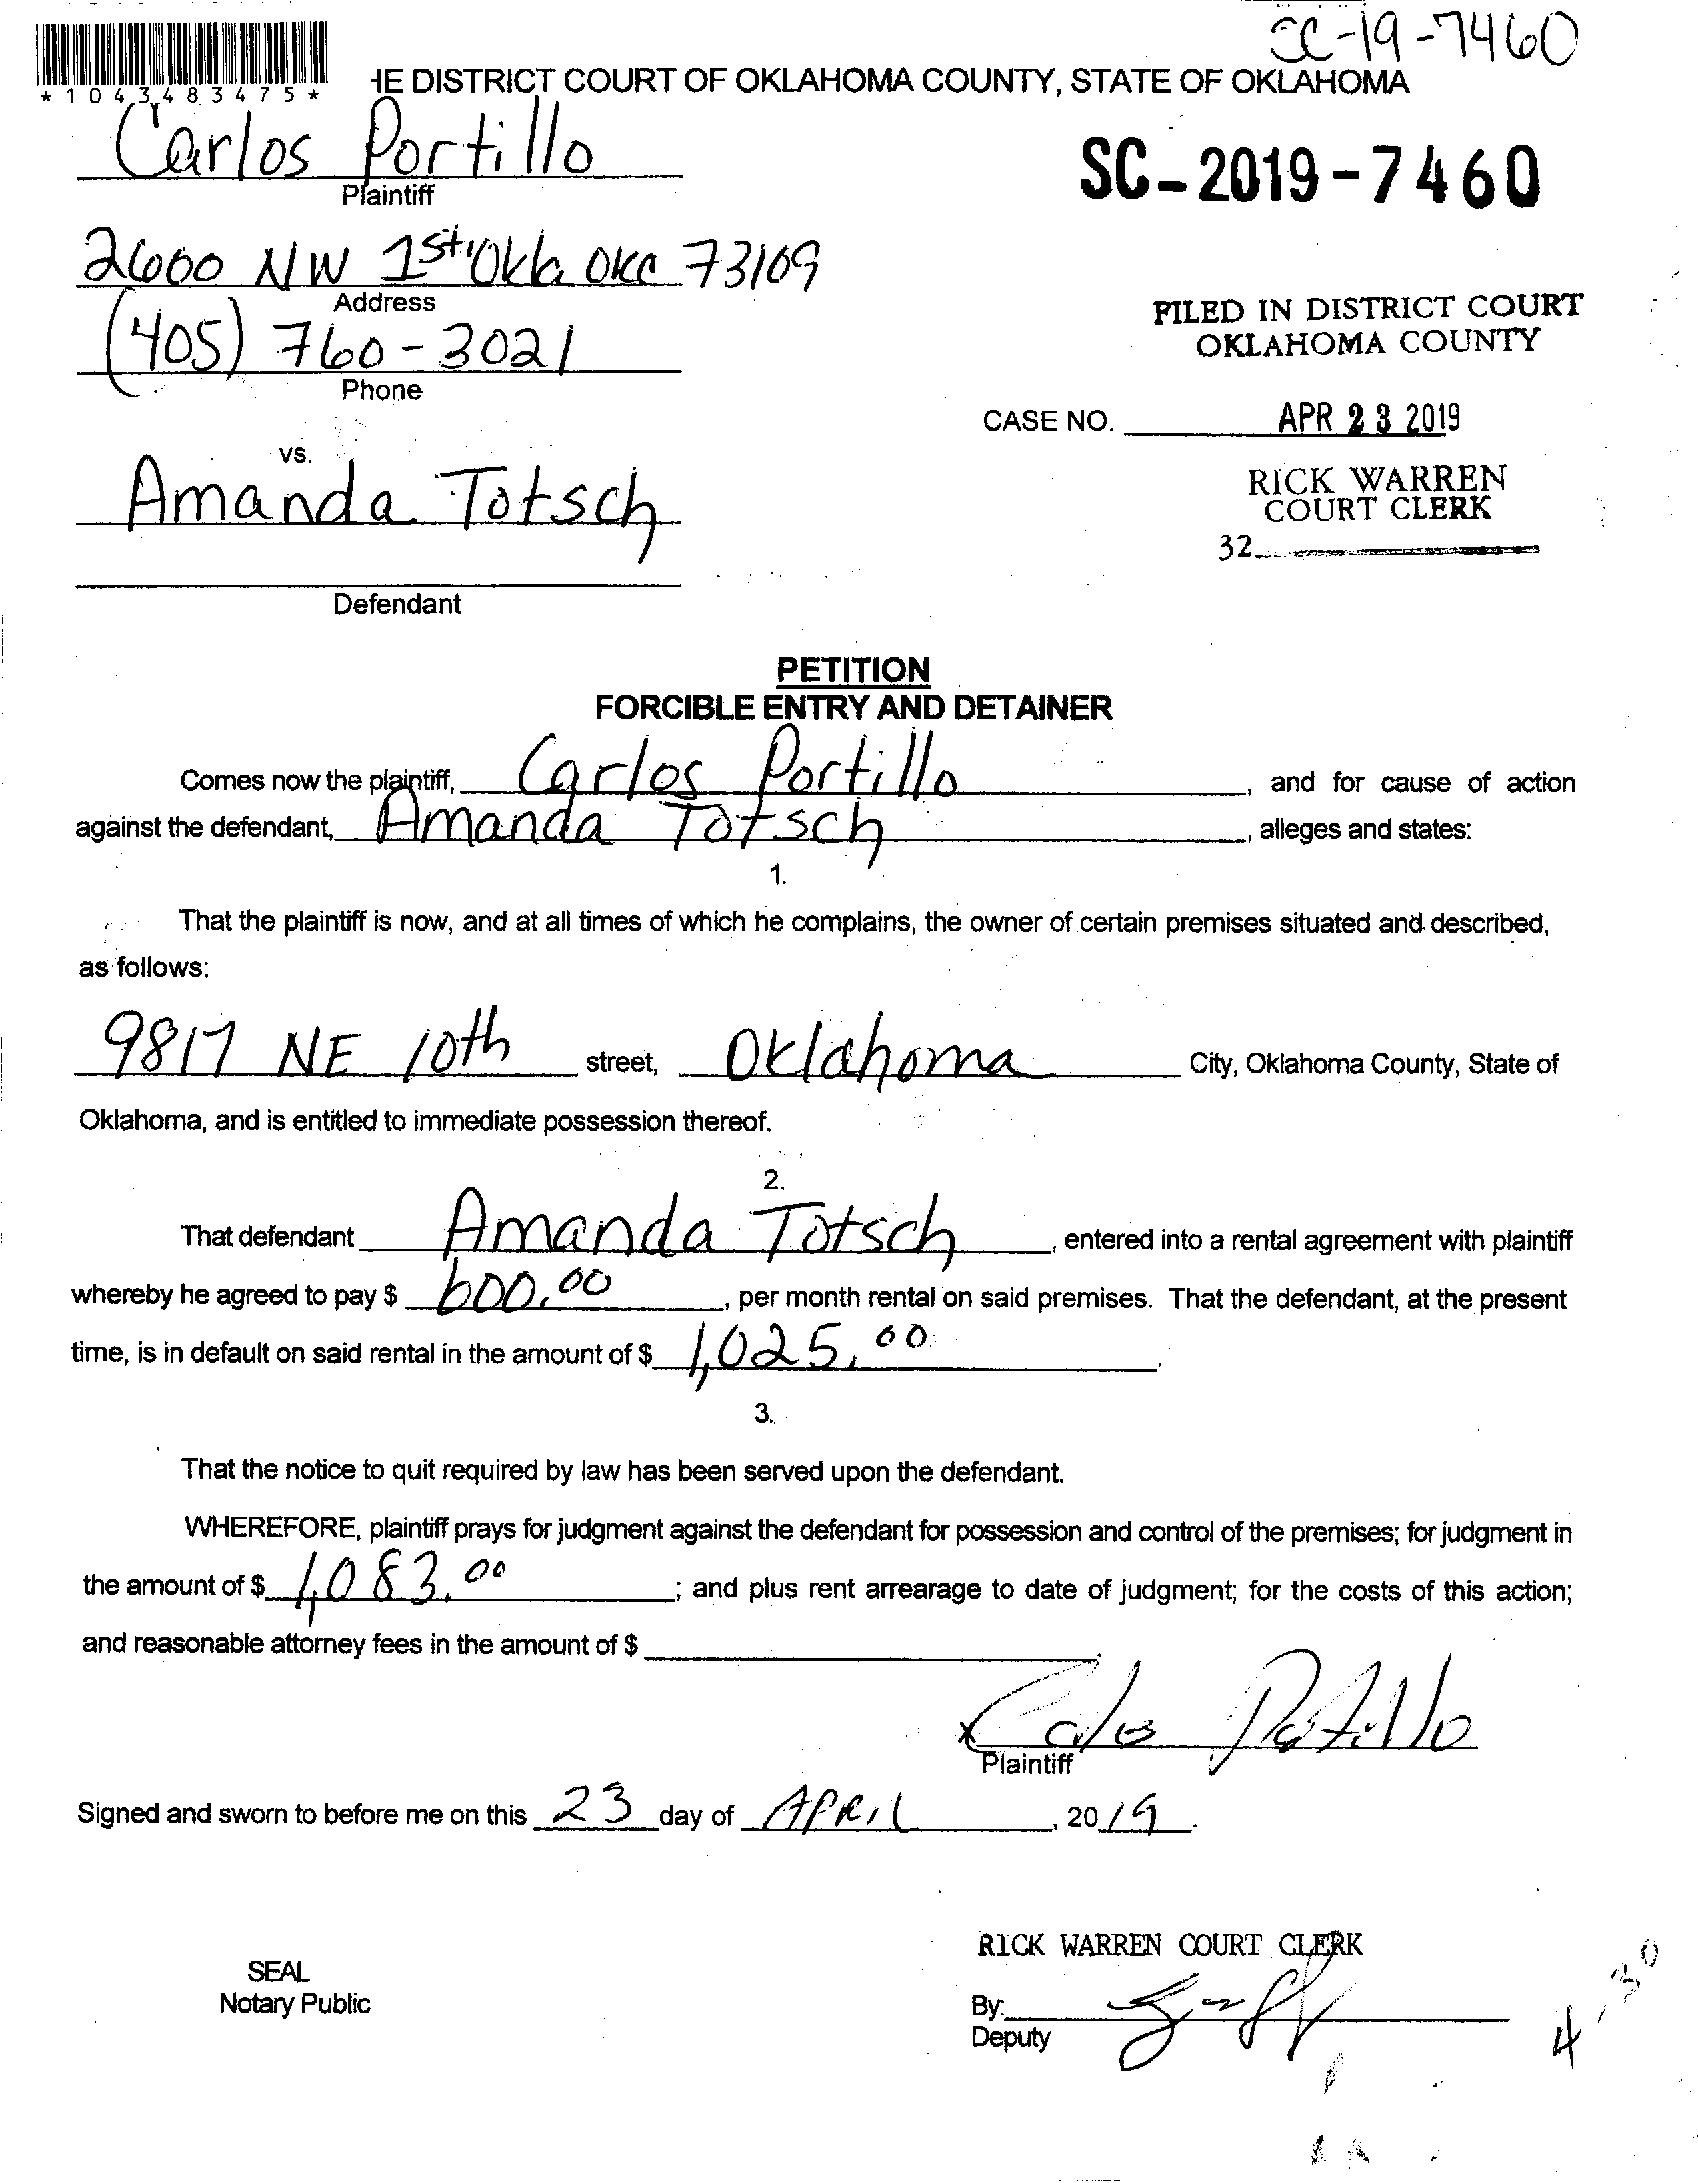 SC-19-7460
HE DISTRICT COURT OF OKLAHOMA COUNTY, STATE OF OKLAHOMA
* 1 0 4 3 4 8 3 4 7 5 *
Carlos Portillo
Plaintiff
SC-2019-7460
2600 NW 1st Okla OKC 73109
Address
FILED IN DISTRICT COURT
OKLAHOMA COUNTY
(405) 760-3021
Phone
CASE NO. APR 23 2019
vs.
Amanda Totsch
RICK WARREN
COURT CLERK
32
Defendant
PETITION
FORCIBLE ENTRY AND DETAINER
Comes now the plaintiff, Carlos Portillo, and for cause of action
against the defendant, Amanda Totsch, alleges and states:
1.
That the plaintiff is now, and at all times of which he complains, the owner of certain premises situated and described,
as follows:
9817 NE 10th street, Oklahoma City, Oklahoma County, State of
Oklahoma, and is entitled to immediate possession thereof.
2.
That defendant Amanda Totsch, entered into a rental agreement with plaintiff
whereby he agreed to pay $ 600.00, per month rental on said premises. That the defendant, at the present
time, is in default on said rental in the amount of $ 1,025.00.
3.
That the notice to quit required by law has been served upon the defendant.
WHEREFORE, plaintiff prays for judgment against the defendant for possession and control of the premises; for judgment in
the amount of $ 1,083.00; and plus rent arrearage to date of judgment; for the costs of this action;
and reasonable attorney fees in the amount of $
x Carlos Portillo
Plaintiff
Signed and sworn to before me on this 23 day of APRIL, 2019.
RICK WARREN COURT CLERK
SEAL
Notary Public
By:
Deputy
4-30